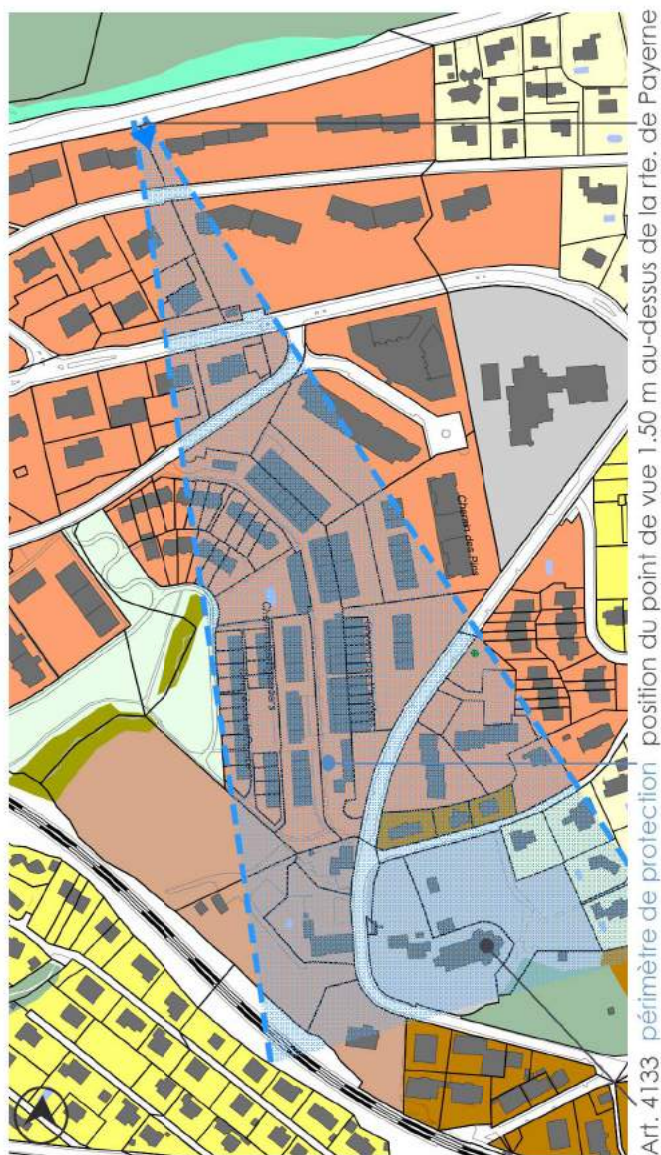 Chemin des Pins
Art. 4133 périmètre de protection position du point de vue 1.50 m au-dessus de la rte. de Payerne